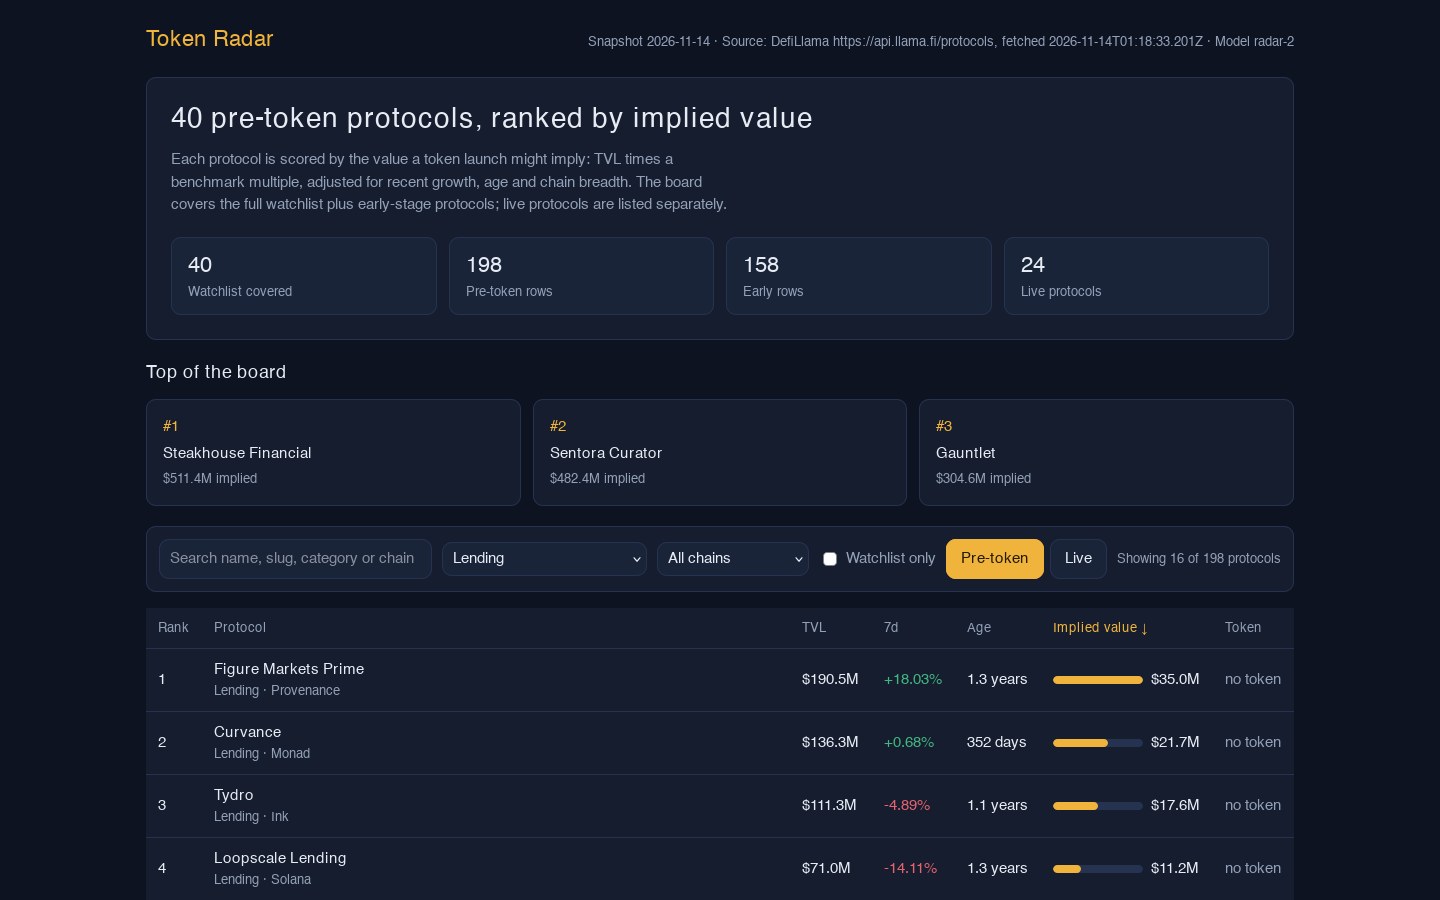 Token Radar
Snapshot 2026-11-14 · Source: DefiLlama https://api.llama.fi/protocols, fetched 2026-11-14T01:18:33.201Z · Model radar-2
40 pre-token protocols, ranked by implied value
Each protocol is scored by the value a token launch might imply: TVL times a
benchmark multiple, adjusted for recent growth, age and chain breadth. The board
covers the full watchlist plus early-stage protocols; live protocols are listed separately.
40
Watchlist covered
198
Pre-token rows
158
Early rows
24
Live protocols
Top of the board
#1
Steakhouse Financial
$511.4M implied
#2
Sentora Curator
$482.4M implied
#3
Gauntlet
$304.6M implied
Search name, slug, category or chain Lending All chains Watchlist only Pre-token Live Showing 16 of 198 protocols
Rank Protocol TVL 7d Age Implied value ↓ Token
1 Figure Markets Prime $190.5M +18.03% 1.3 years $35.0M no token
Lending · Provenance
2 Curvance $136.3M +0.68% 352 days $21.7M no token
Lending · Monad
3 Tydro $111.3M -4.89% 1.1 years $17.6M no token
Lending · Ink
4 Loopscale Lending $71.0M -14.11% 1.3 years $11.2M no token
Lending · Solana